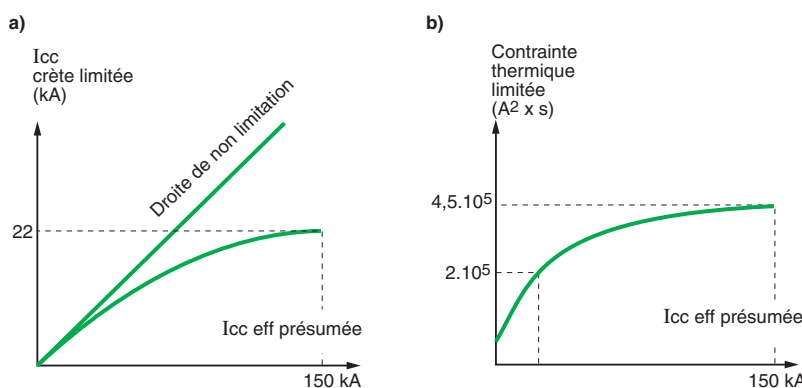 a)
Icc
crète limitée
(kA)
Droite de non limitation
22
Icc eff présumée
150 kA
b)
Contrainte
thermique
limitée
(A² x s)
4,5.10⁵
2.10⁵
Icc eff présumée
150 kA